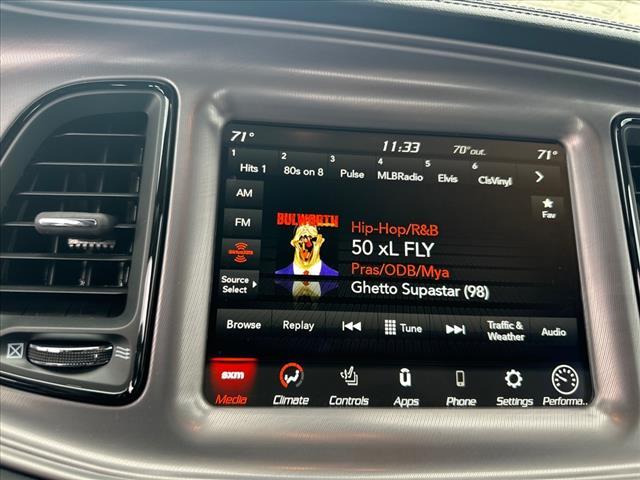 71° 11:33 70° out. 71°
1 Hits 1 2 80s on 8 3 Pulse 4 MLBRadio 5 Elvis 6 ClsVinyl
AM
FM
SiriusXM
Source Select
BULWORTH
Hip-Hop/R&B
50 xL FLY
Pras/ODB/Mya
Ghetto Supastar (98)
Fav
Browse Replay Tune Traffic & Weather Audio
sxm
Media Climate Controls Apps Phone Settings Performa..